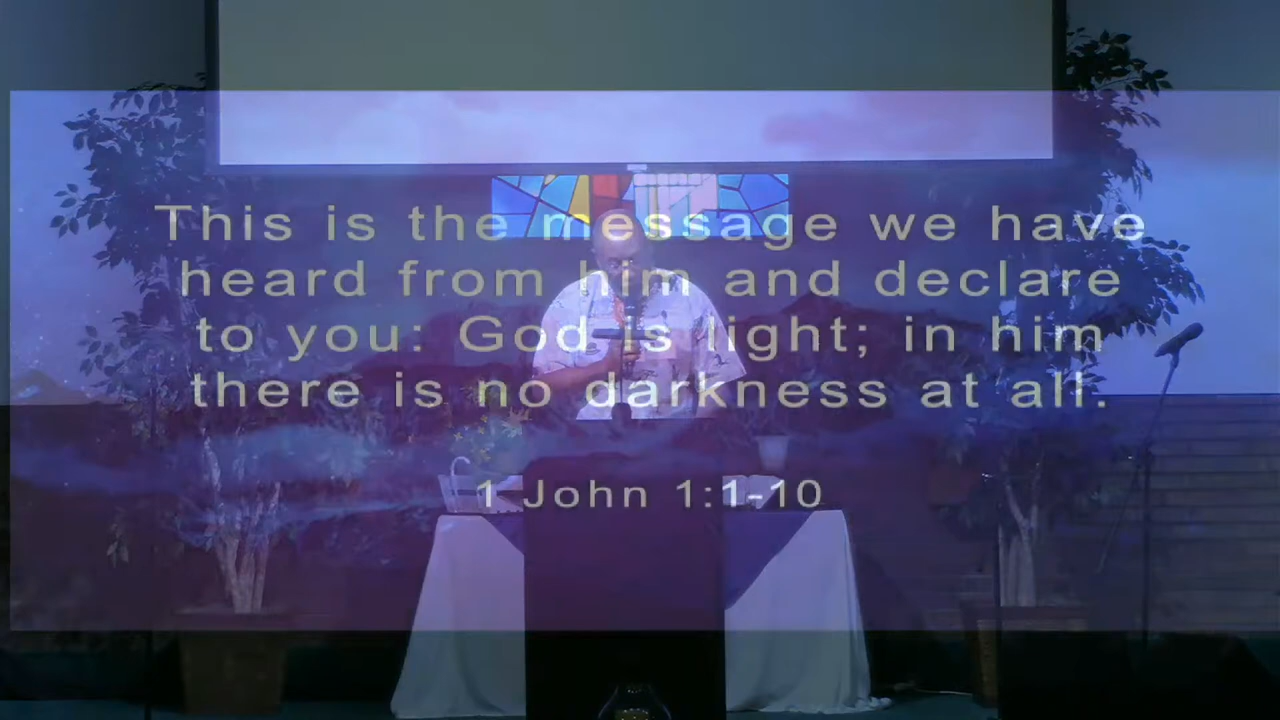 This is the message we have
heard from him and declare
to you: God is light; in him
there is no darkness at all.
1 John 1:1-10